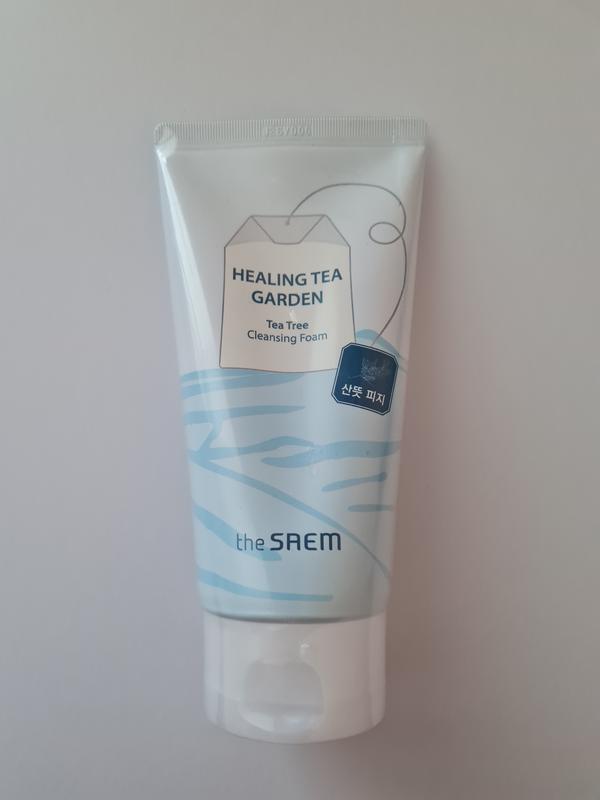 HEALING TEA
GARDEN
Tea Tree
Cleansing Foam
산뜻 피지
the SAEM